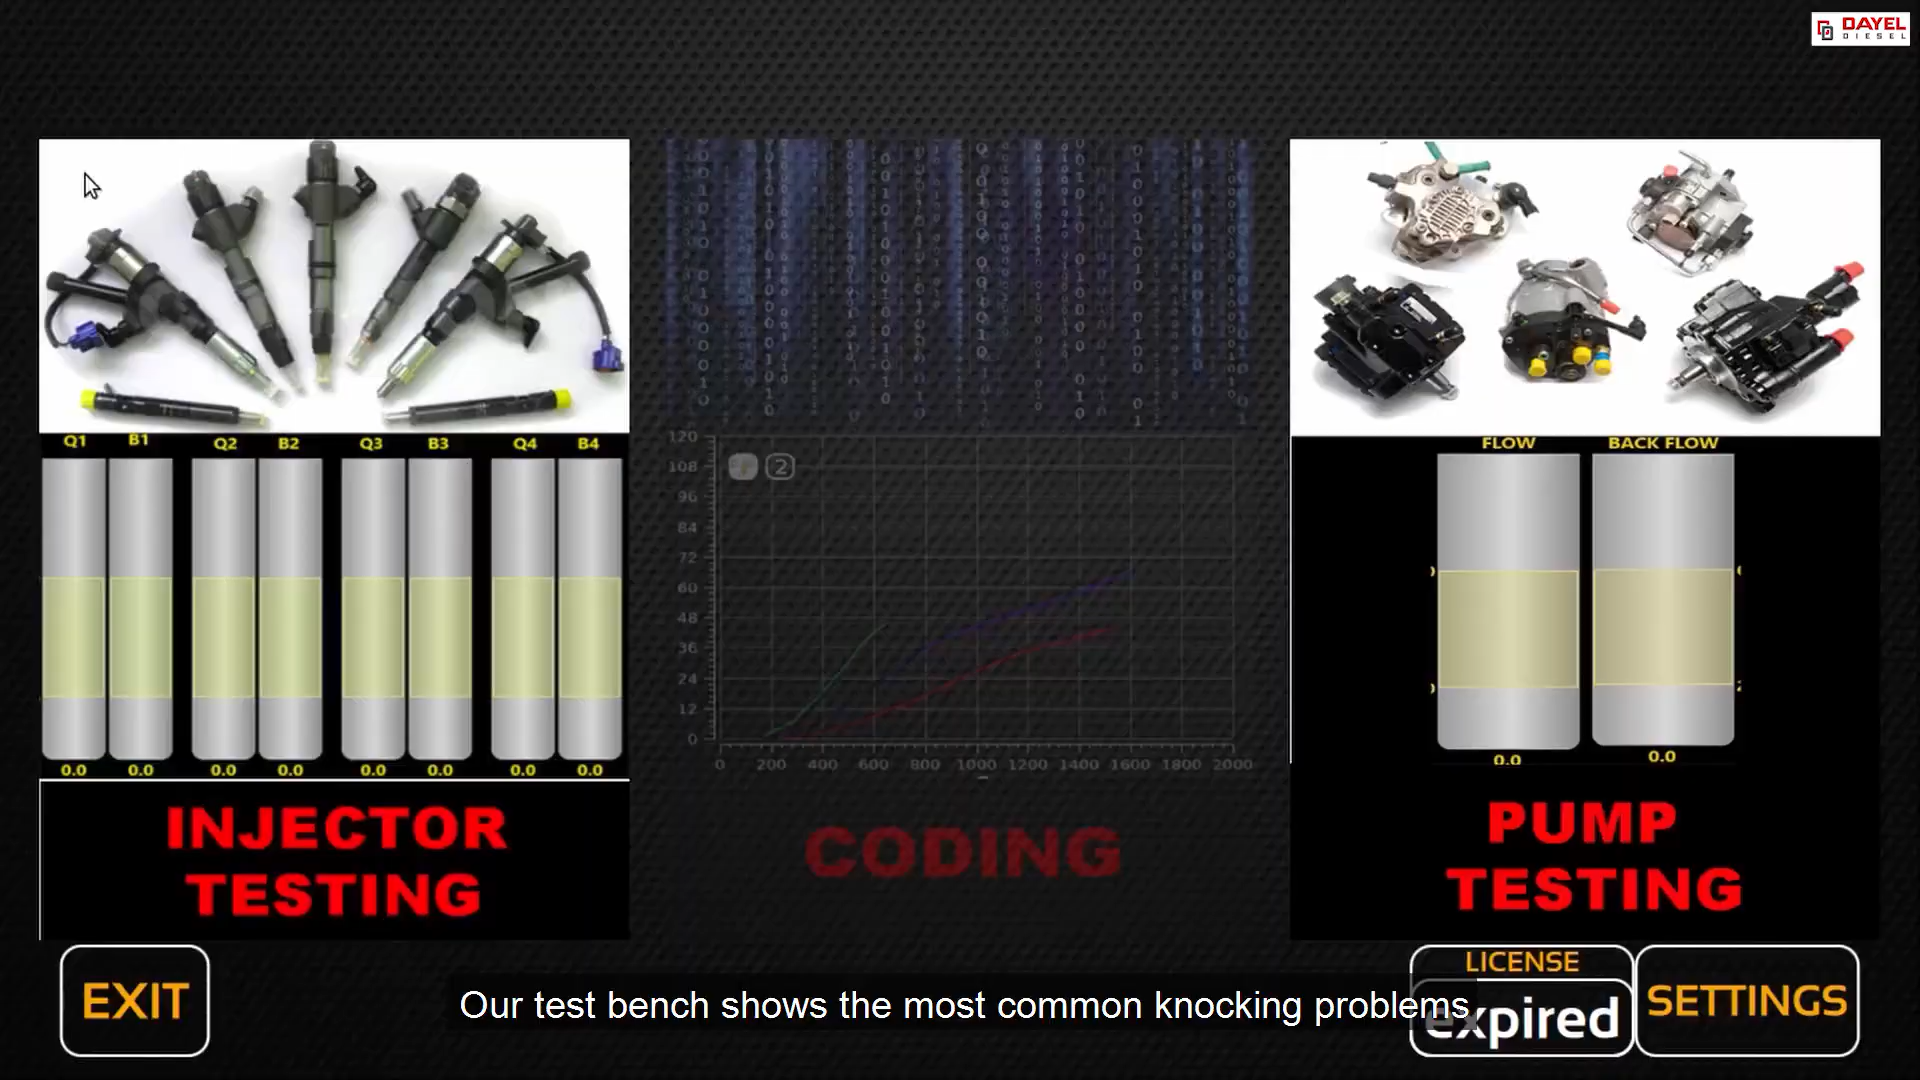 DAYEL
DIESEL
Q1 B1 Q2 B2 Q3 B3 Q4 B4
0.0 0.0 0.0 0.0 0.0 0.0 0.0 0.0
INJECTOR
TESTING
2
120
108
96
84
72
60
48
36
24
12
0
0 200 400 600 800 1000 1200 1400 1600 1800 2000
CODING
FLOW BACK FLOW
0.0 0.0
PUMP
TESTING
EXIT
LICENSE
expired
SETTINGS
Our test bench shows the most common knocking problems